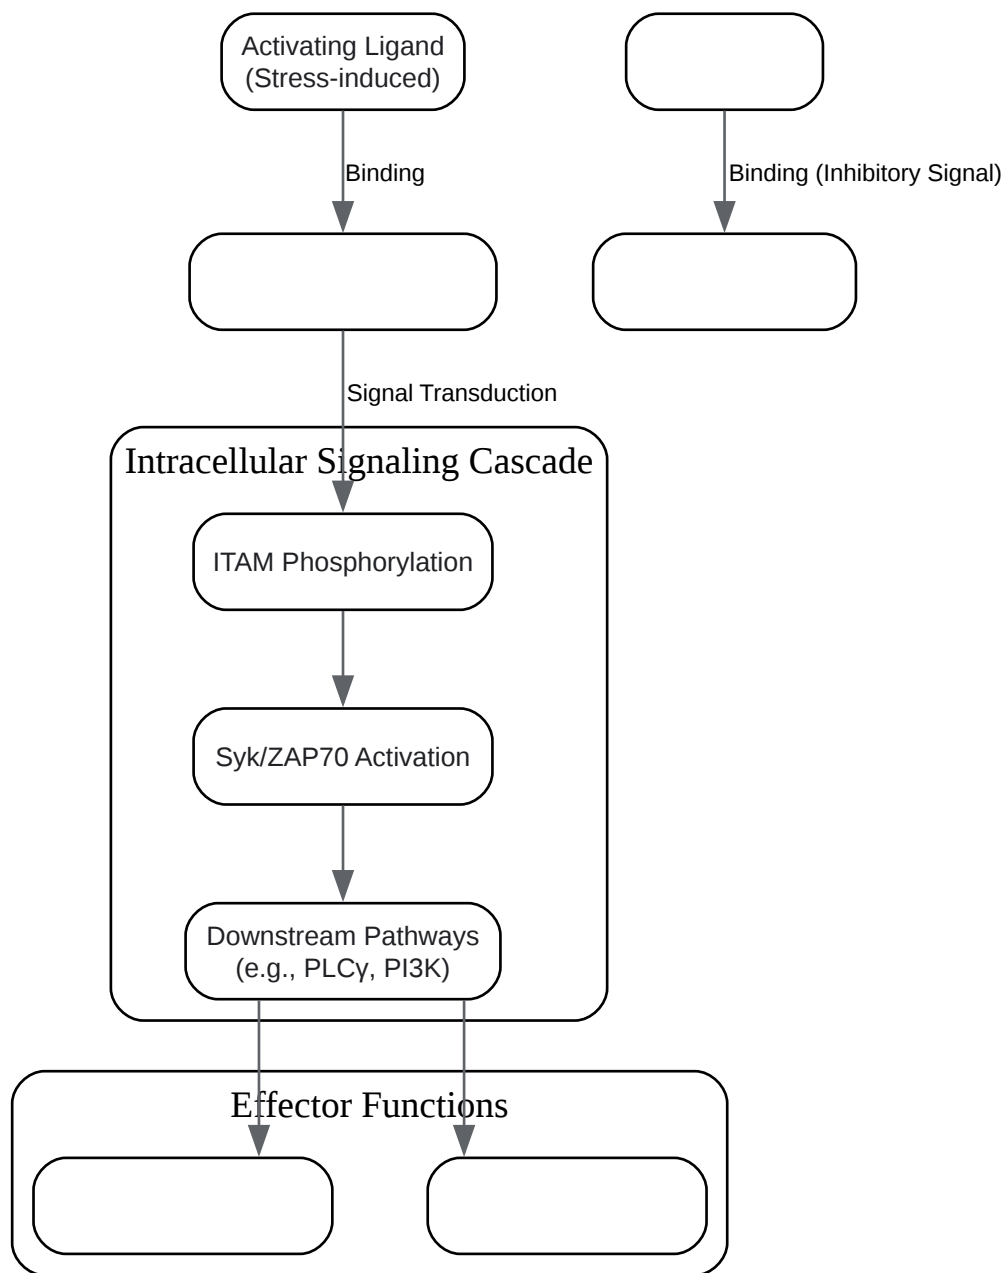 Activating Ligand
(Stress-induced)
Binding
Binding (Inhibitory Signal)
Signal Transduction
Intracellular Signaling Cascade
ITAM Phosphorylation
Syk/ZAP70 Activation
Downstream Pathways
(e.g., PLCγ, PI3K)
Effector Functions